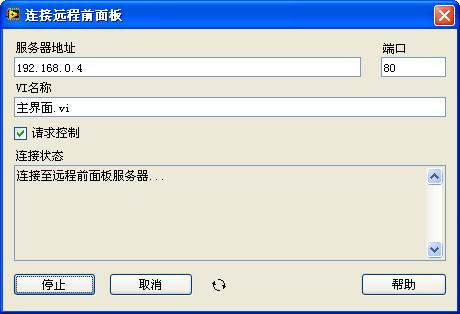 连接远程前面板
服务器地址 端口
192.168.0.4 80
VI名称
主界面.vi
请求控制
连接状态
连接至远程前面板服务器...
停止 取消 帮助